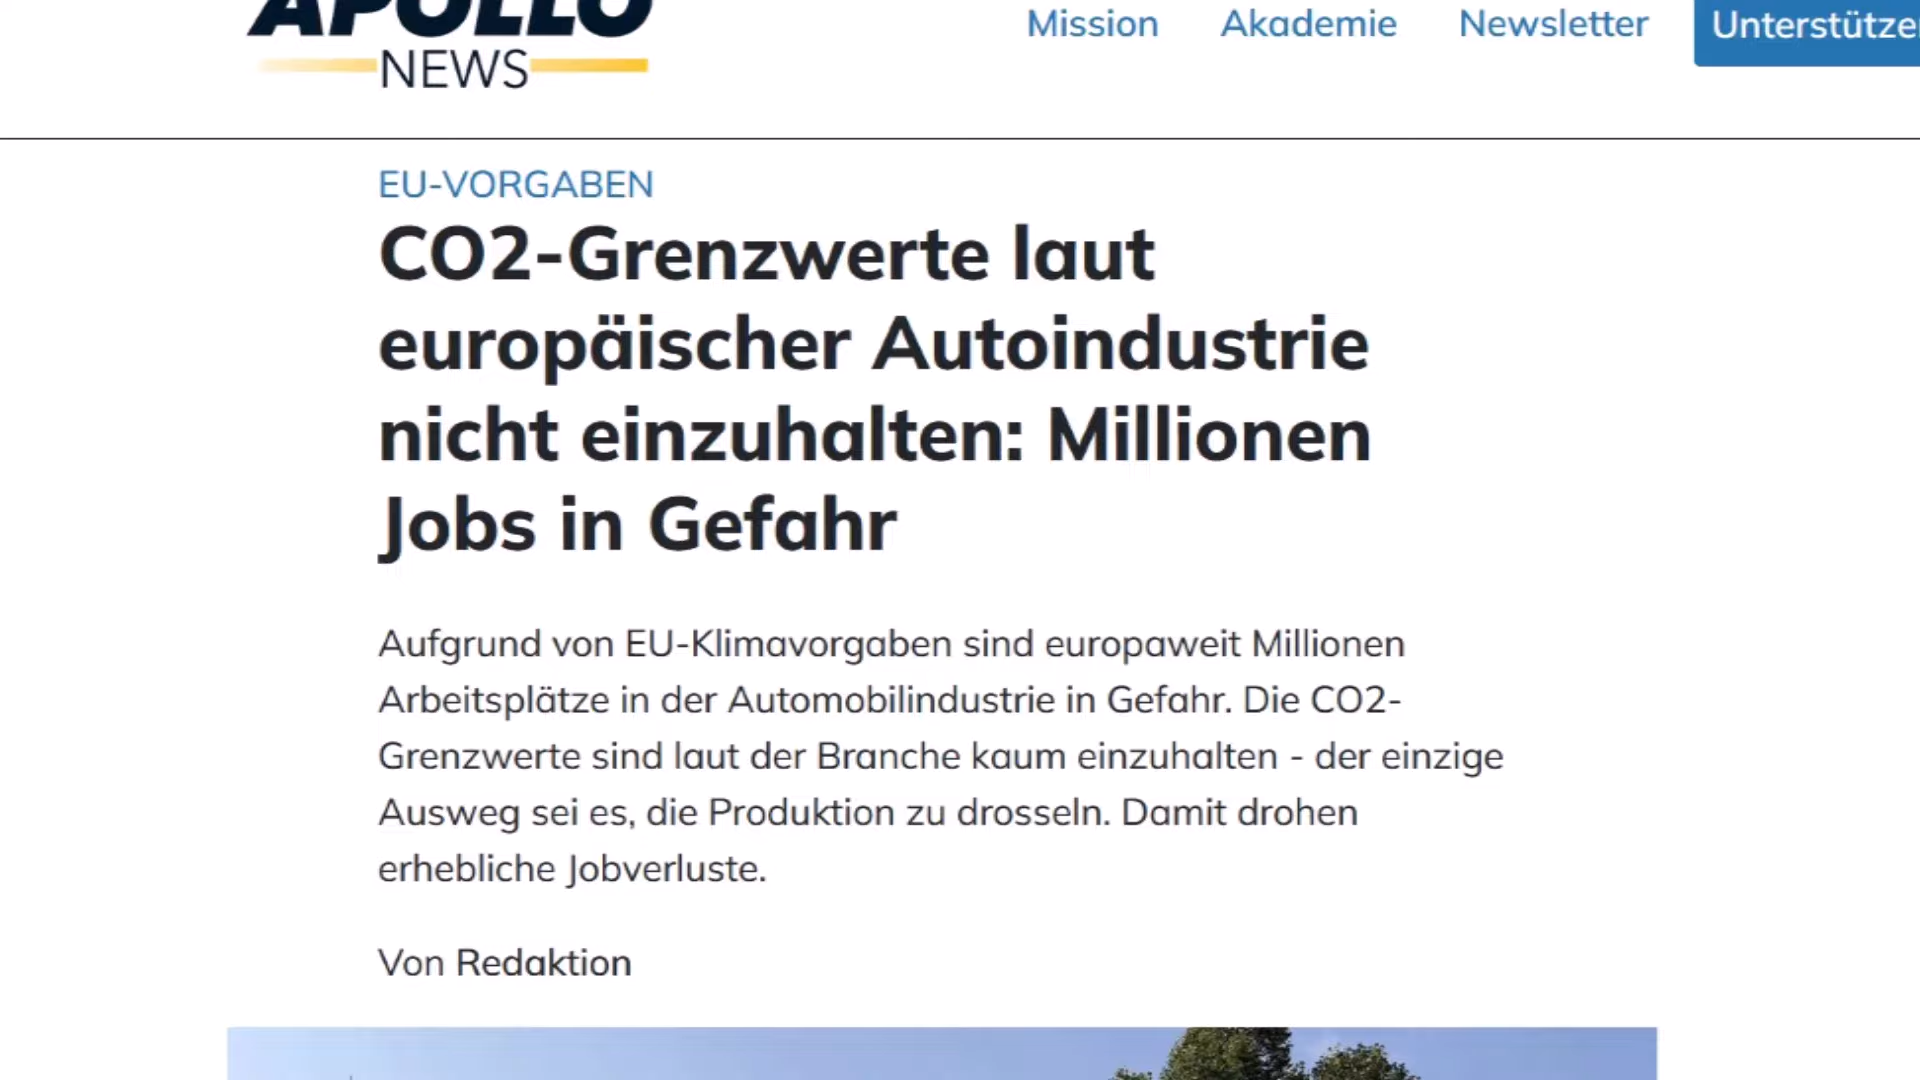 APOLLO
NEWS
Mission Akademie Newsletter Unterstütze
EU-VORGABEN
CO2-Grenzwerte laut
europäischer Autoindustrie
nicht einzuhalten: Millionen
Jobs in Gefahr
Aufgrund von EU-Klimavorgaben sind europaweit Millionen
Arbeitsplätze in der Automobilindustrie in Gefahr. Die CO2-
Grenzwerte sind laut der Branche kaum einzuhalten - der einzige
Ausweg sei es, die Produktion zu drosseln. Damit drohen
erhebliche Jobverluste.
Von Redaktion